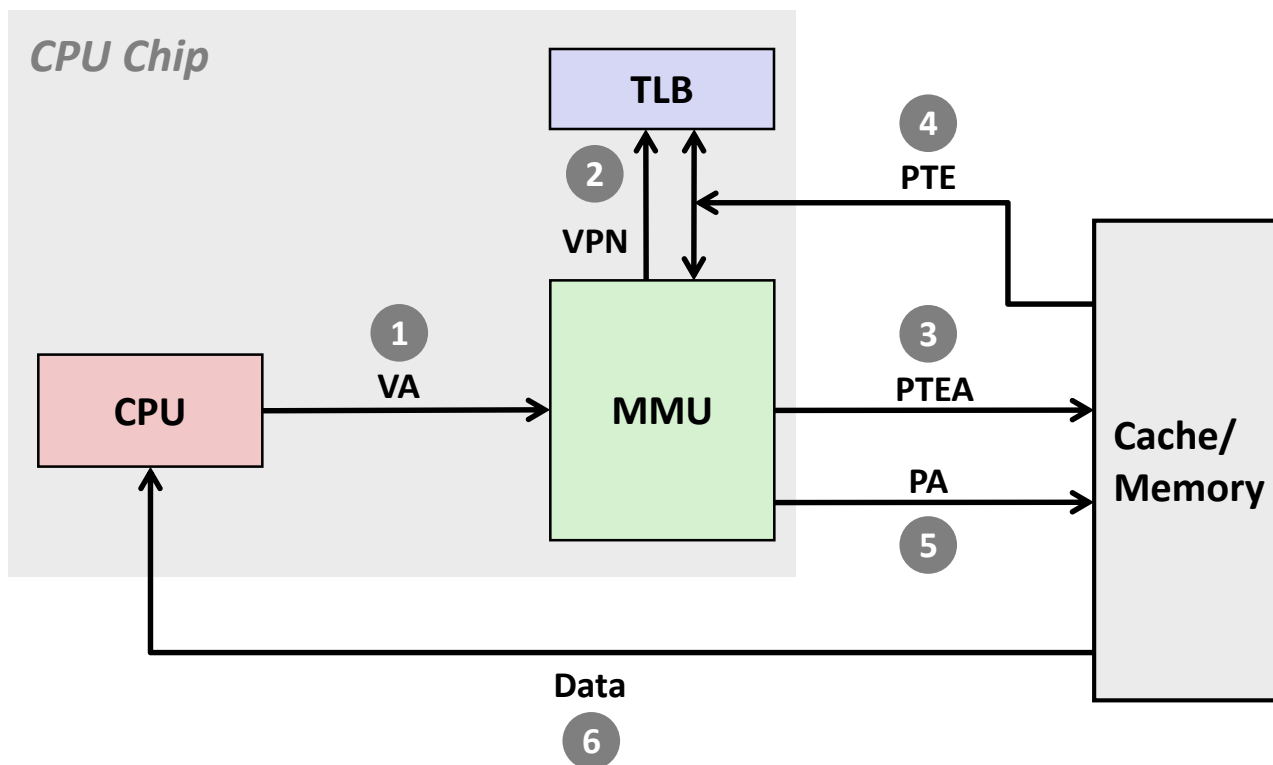 CPU Chip
TLB
4
2
PTE
VPN
1
3
VA
PTEA
CPU
MMU
Cache/
Memory
PA
5
Data
6